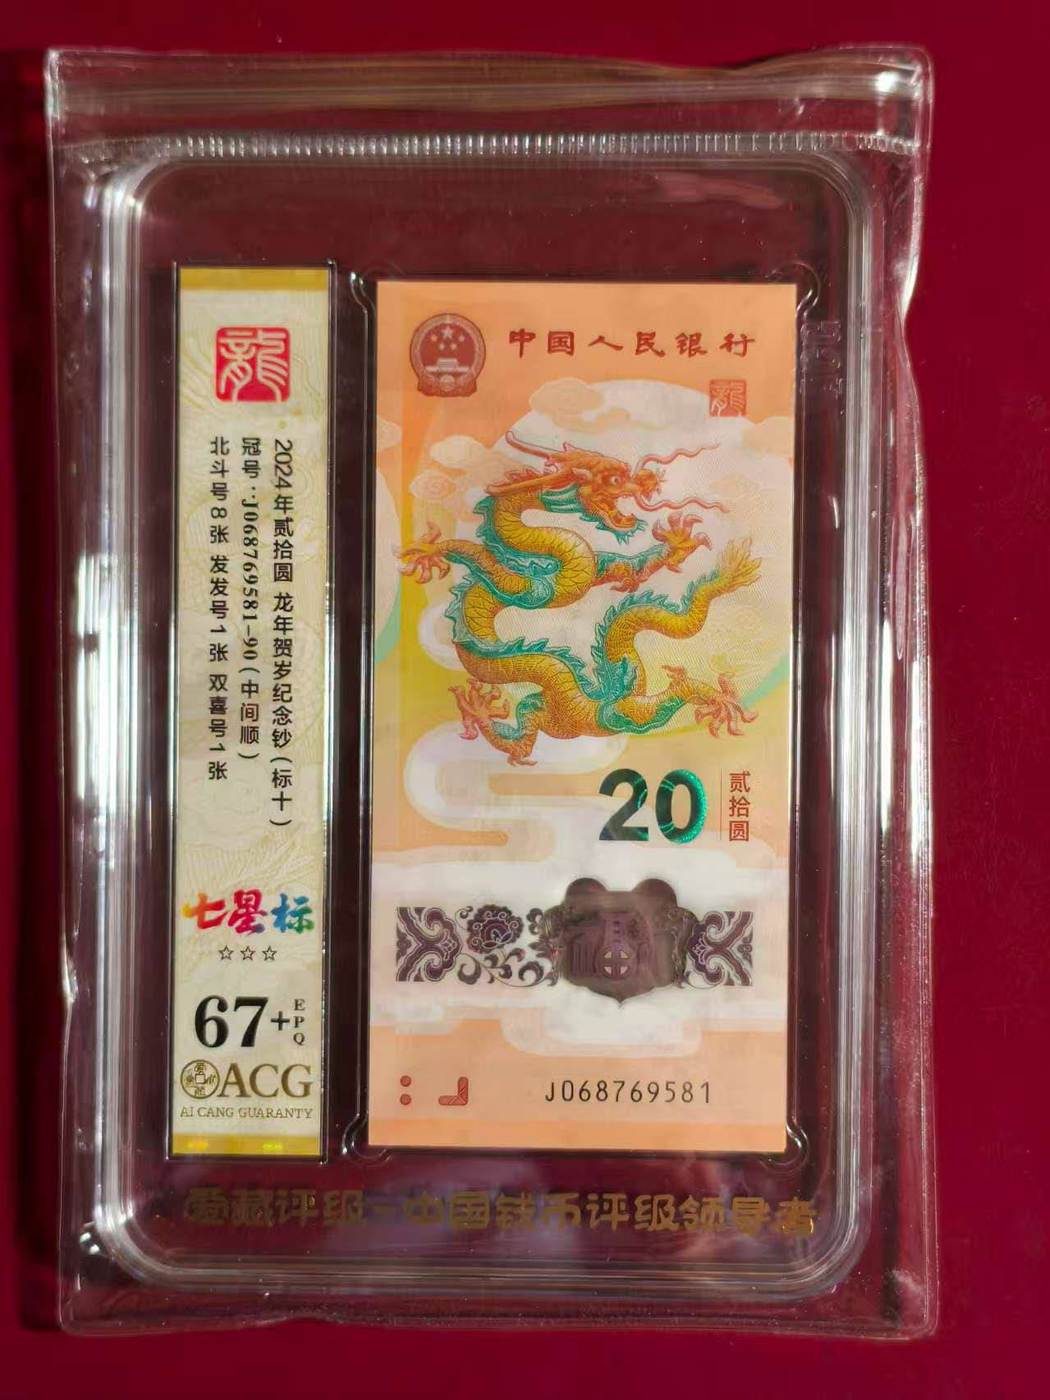 龍
2024年贰拾圆 龙年贺岁纪念钞(标十)
冠号:J068769581-90(中间顺)
北斗号8张 发发号1张 双喜号1张
七星标
☆☆☆
67+
EPQ
ACG
AI CANG GUARANTY
中国人民银行
龍
20
贰拾圆
J068769581
爱藏评级-中国钱币评级领导者